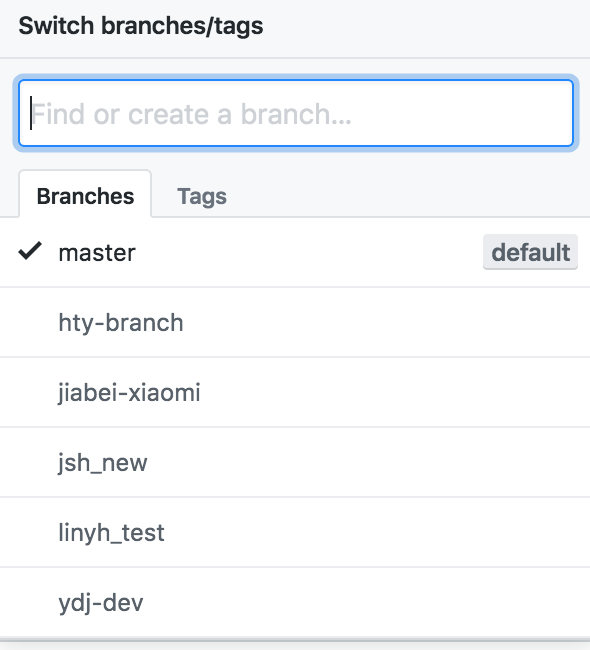 Switch branches/tags
Find or create a branch...
Branches Tags
master default
hty-branch
jiabei-xiaomi
jsh_new
linyh_test
ydj-dev